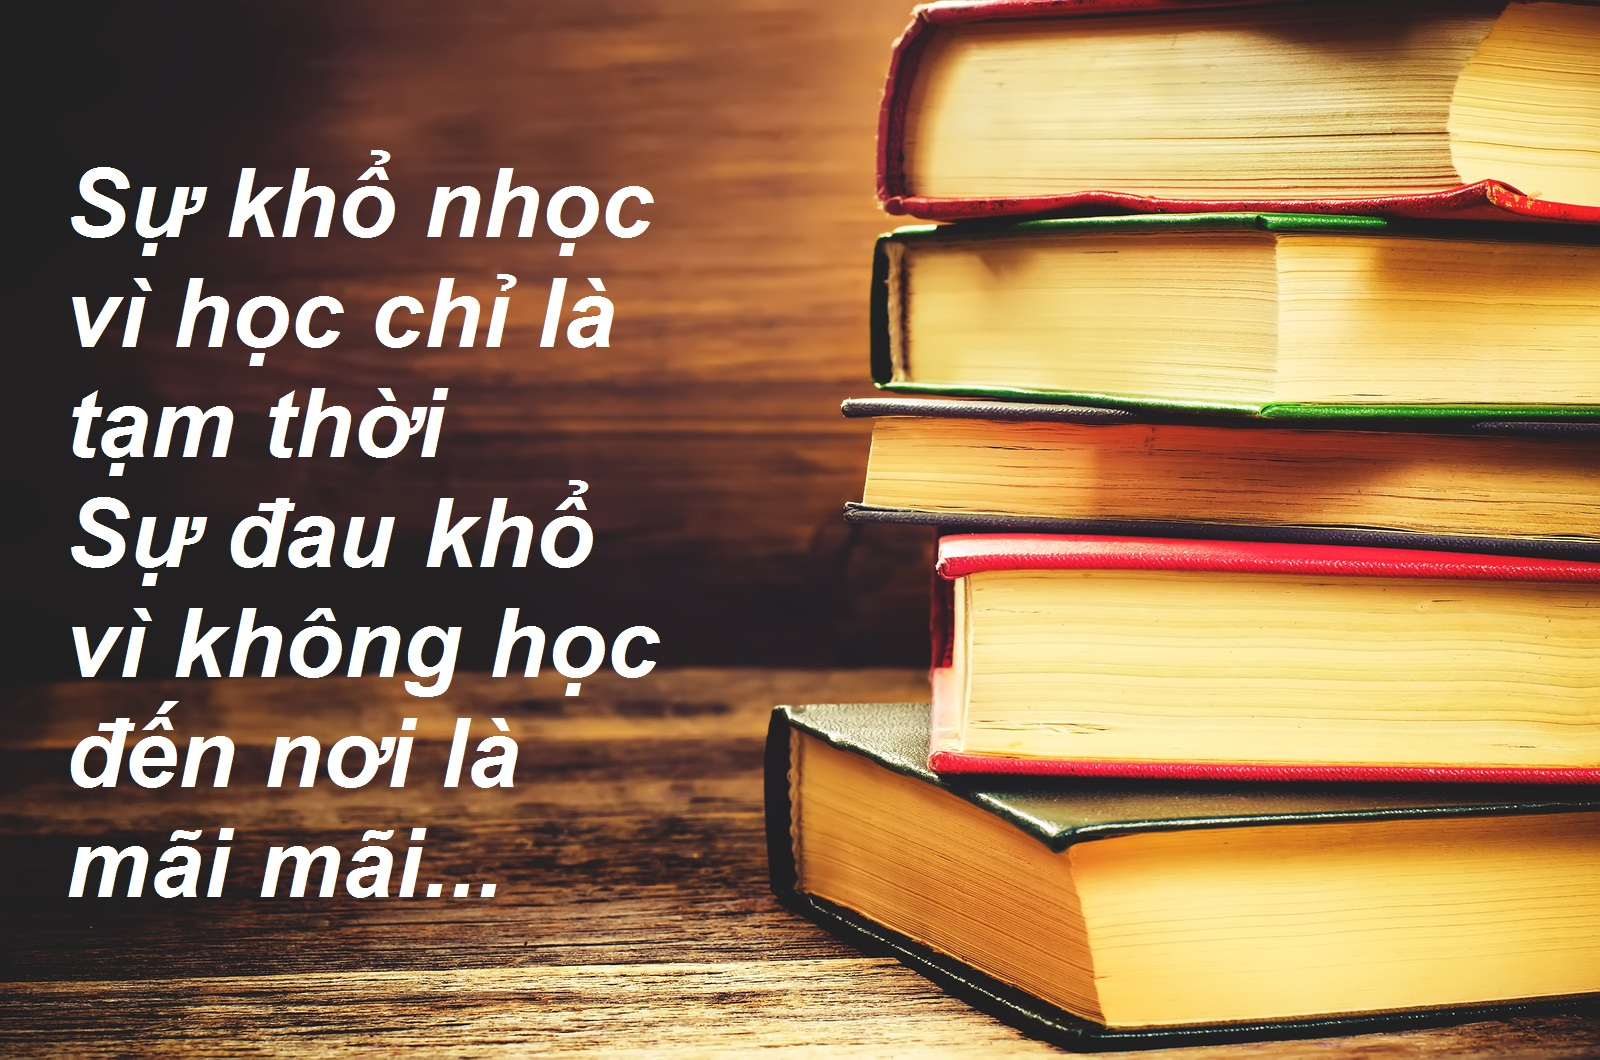 Sự khổ nhọc
vì học chỉ là
tạm thời
Sự đau khổ
vì không học
đến nơi là
mãi mãi...